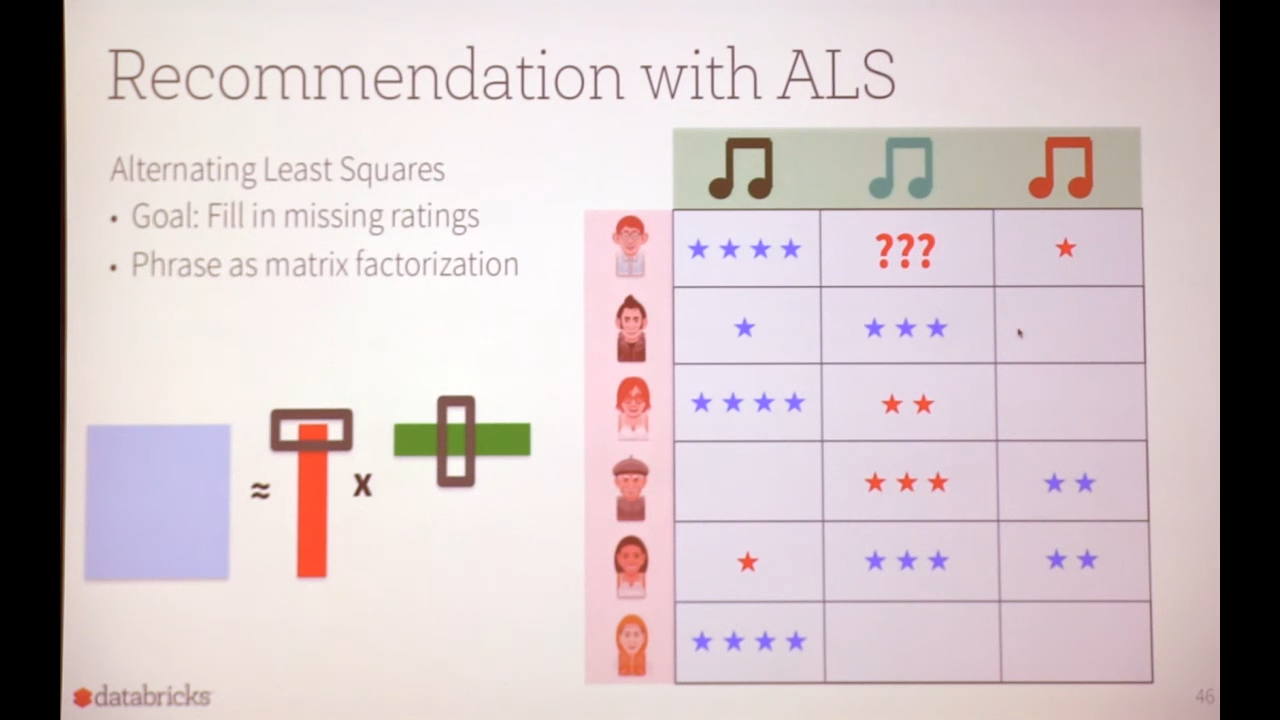 Recommendation with ALS
Alternating Least Squares
• Goal: Fill in missing ratings
• Phrase as matrix factorization
???
≈ x
databricks
46